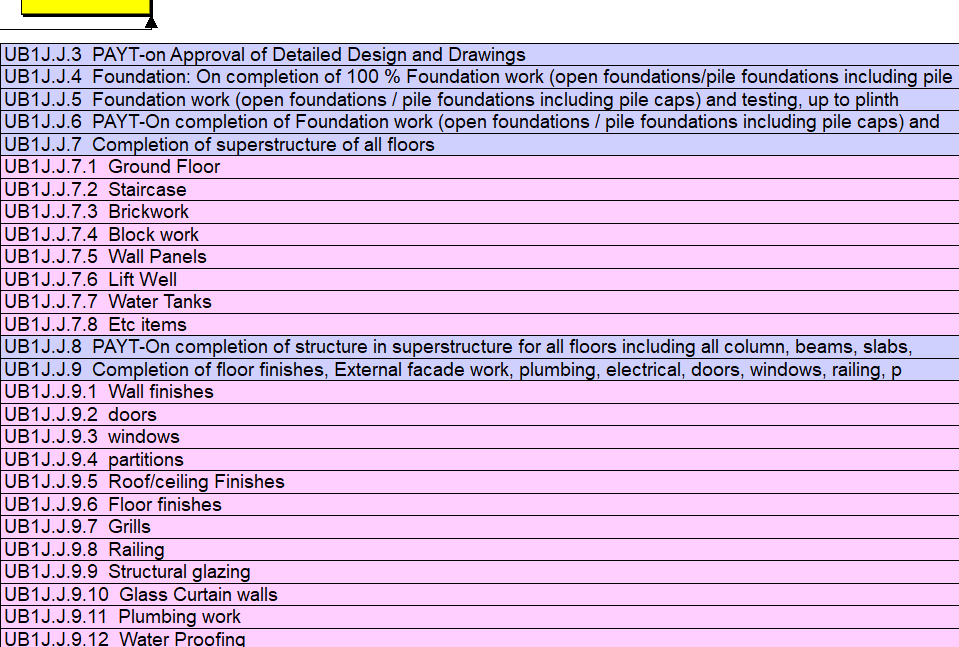 UB1J.J.3 PAYT-on Approval of Detailed Design and Drawings
UB1J.J.4 Foundation: On completion of 100 % Foundation work (open foundations/pile foundations including pile
UB1J.J.5 Foundation work (open foundations / pile foundations including pile caps) and testing, up to plinth
UB1J.J.6 PAYT-On completion of Foundation work (open foundations / pile foundations including pile caps) and
UB1J.J.7 Completion of superstructure of all floors
UB1J.J.7.1 Ground Floor
UB1J.J.7.2 Staircase
UB1J.J.7.3 Brickwork
UB1J.J.7.4 Block work
UB1J.J.7.5 Wall Panels
UB1J.J.7.6 Lift Well
UB1J.J.7.7 Water Tanks
UB1J.J.7.8 Etc items
UB1J.J.8 PAYT-On completion of structure in superstructure for all floors including all column, beams, slabs,
UB1J.J.9 Completion of floor finishes, External facade work, plumbing, electrical, doors, windows, railing, p
UB1J.J.9.1 Wall finishes
UB1J.J.9.2 doors
UB1J.J.9.3 windows
UB1J.J.9.4 partitions
UB1J.J.9.5 Roof/ceiling Finishes
UB1J.J.9.6 Floor finishes
UB1J.J.9.7 Grills
UB1J.J.9.8 Railing
UB1J.J.9.9 Structural glazing
UB1J.J.9.10 Glass Curtain walls
UB1J.J.9.11 Plumbing work
UB1J.J.9.12 Water Proofing